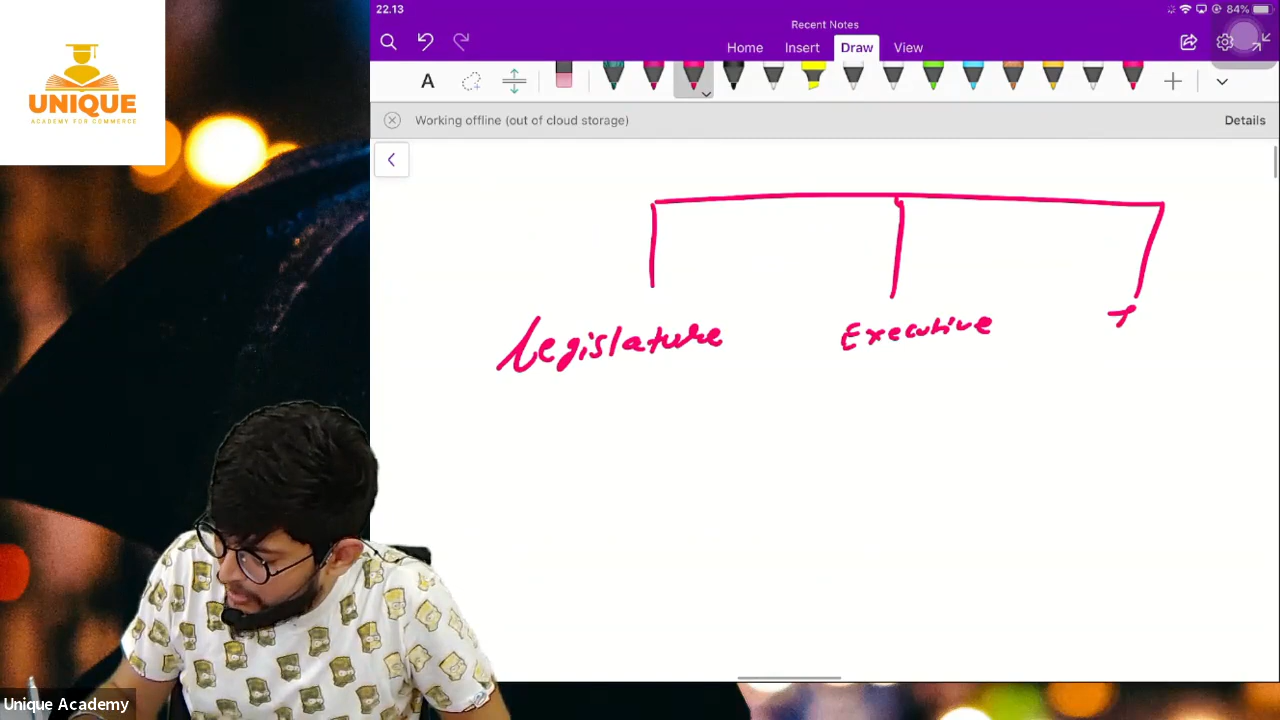 UNIQUE
ACADEMY FOR COMMERCE
22.13
84%
Recent Notes
Home Insert Draw View
A
Working offline (out of cloud storage)
Details
Legislature Executive
Unique Academy